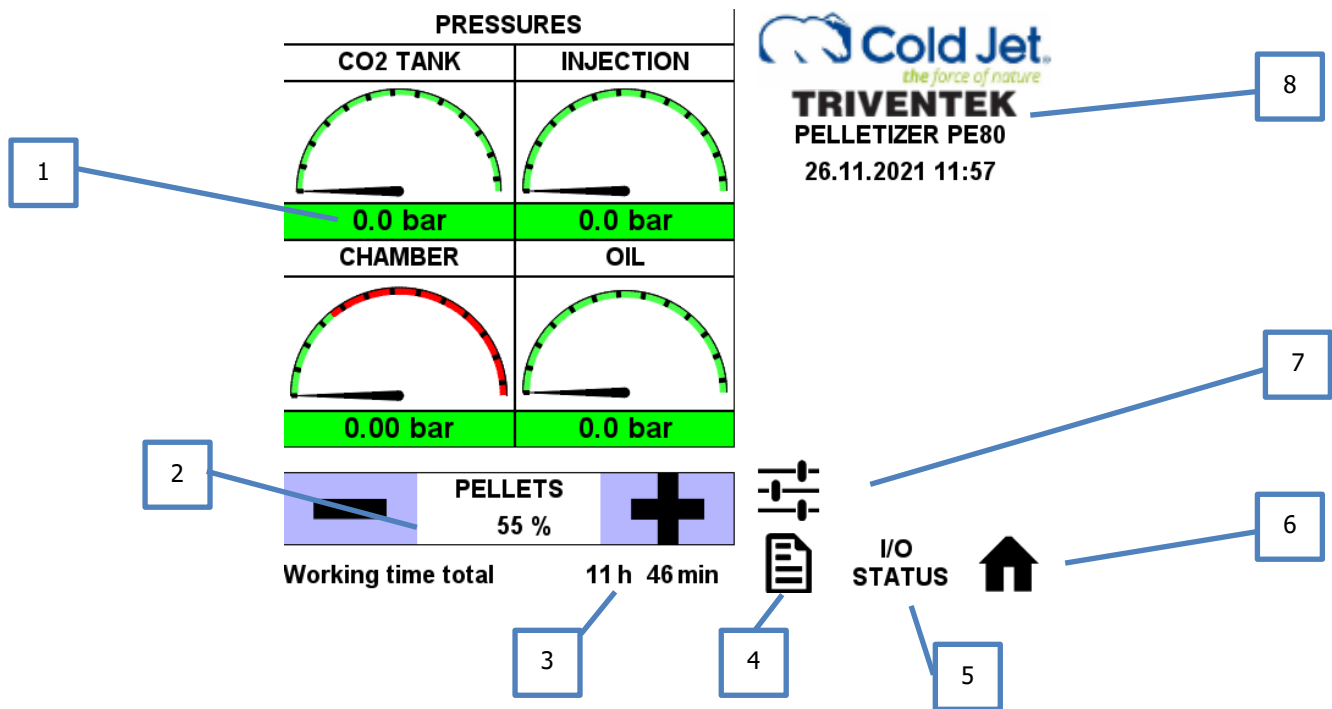 PRESSURES
CO2 TANK
INJECTION
0.0 bar
0.0 bar
CHAMBER
OIL
0.00 bar
0.0 bar
PELLETS
55 %
Working time total 11 h 46 min
Cold Jet.
the force of nature
TRIVENTEK
PELLETIZER PE80
26.11.2021 11:57
I/O
STATUS
1
2
3
4
5
6
7
8